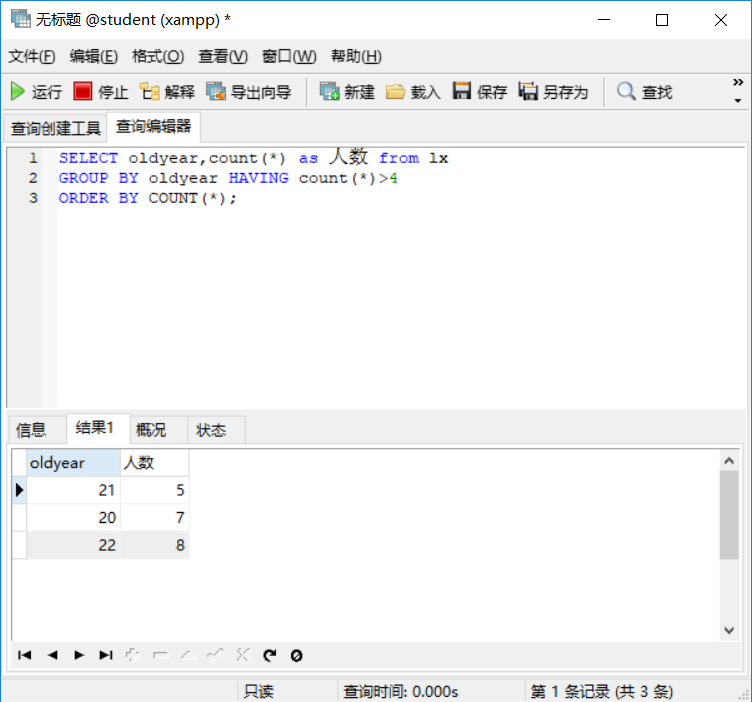 无标题 @student (xampp) *
文件(F) 编辑(E) 格式(O) 查看(V) 窗口(W) 帮助(H)
运行 停止 解释 导出向导 新建 载入 保存 另存为 查找 »
查询创建工具 查询编辑器
1 SELECT oldyear,count(*) as 人数 from lx
2 GROUP BY oldyear HAVING count(*)>4
3 ORDER BY COUNT(*);
信息 结果1 概况 状态
oldyear 人数
21 5
20 7
22 8
只读 查询时间: 0.000s 第 1 条记录 (共 3 条)